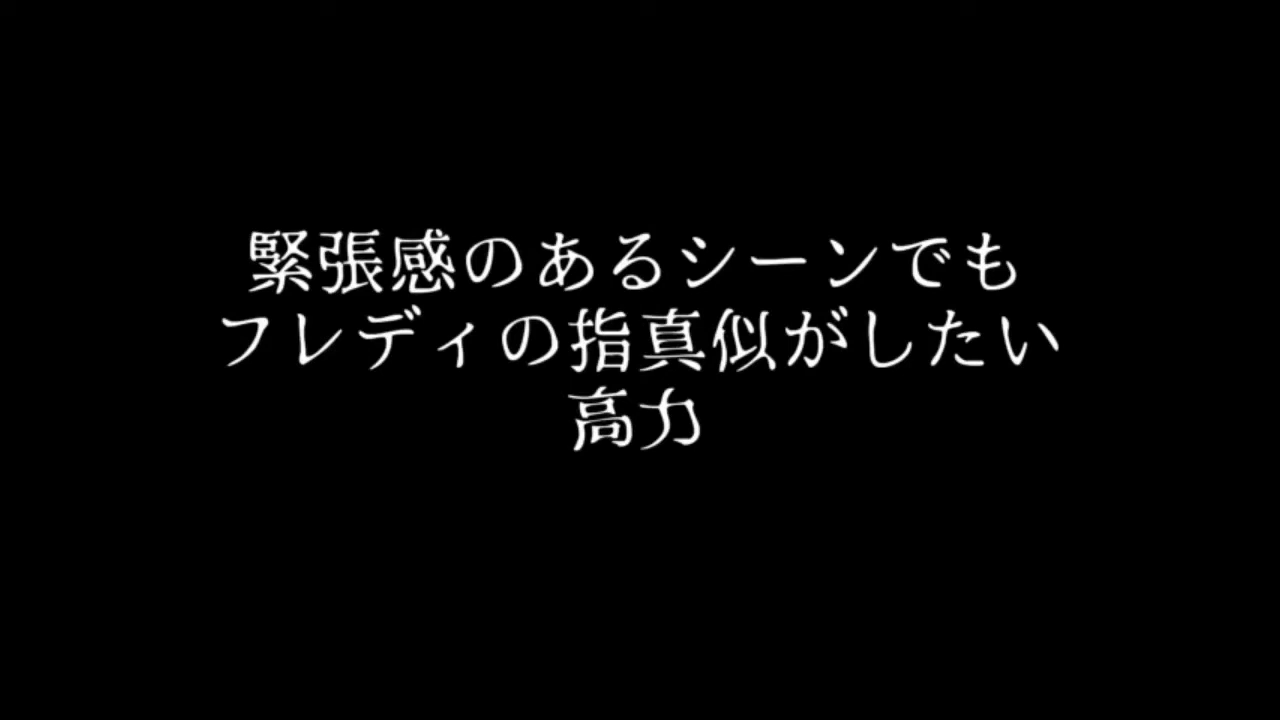 緊張感のあるシーンでも
フレディの指真似がしたい
高力